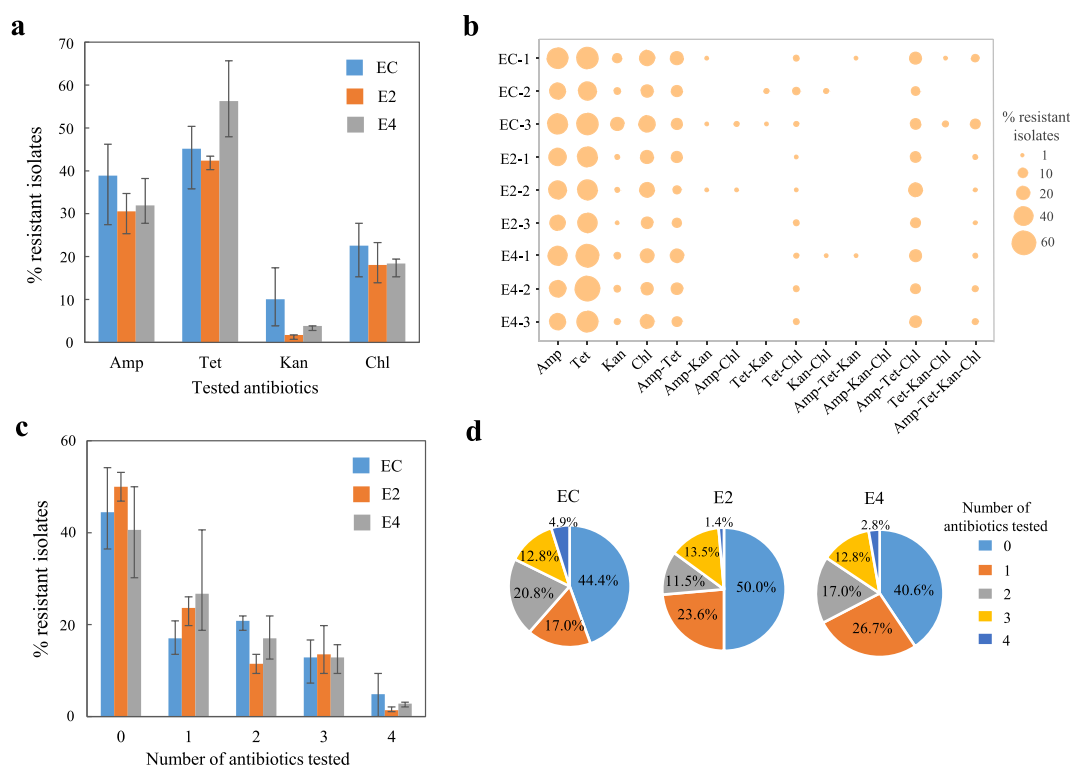 a
70
60
50
40
30
20
10
0
% resistant isolates
EC
E2
E4
Amp
Tet
Kan
Chl
Tested antibiotics
b
EC-1
EC-2
EC-3
E2-1
E2-2
E2-3
E4-1
E4-2
E4-3
Amp
Tet
Kan
Chl
Amp-Tet
Amp-Kan
Amp-Chl
Tet-Kan
Tet-Chl
Kan-Chl
Amp-Tet-Kan
Amp-Kan-Chl
Amp-Tet-Chl
Tet-Kan-Chl
Amp-Tet-Kan-Chl
% resistant
isolates
1
10
20
40
60
c
60
40
20
0
% resistant isolates
EC
E2
E4
0
1
2
3
4
Number of antibiotics tested
d
EC
4.9%
12.8%
44.4%
20.8%
17.0%
E2
1.4%
13.5%
11.5%
50.0%
23.6%
E4
2.8%
12.8%
40.6%
17.0%
26.7%
Number of
antibiotics tested
0
1
2
3
4